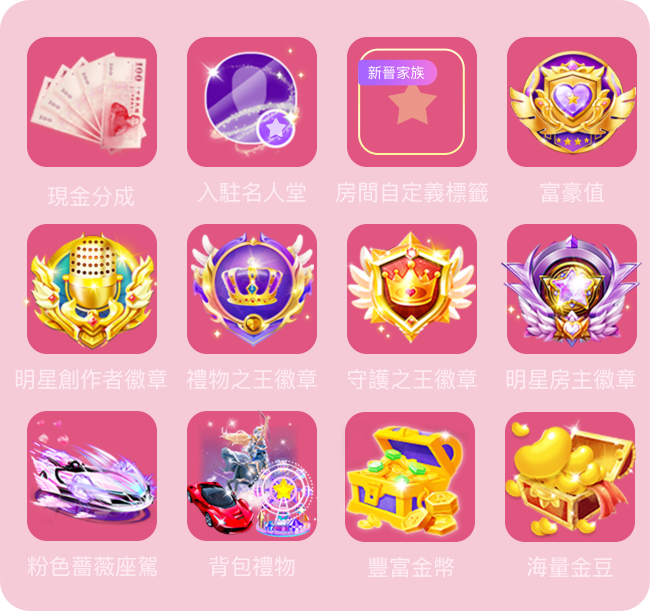 新晉家族
現金分成
入駐名人堂
房間自定義標籤
富豪值
明星創作者徽章
禮物之王徽章
守護之王徽章
明星房主徽章
粉色薔薇座駕
背包禮物
豐富金幣
海量金豆